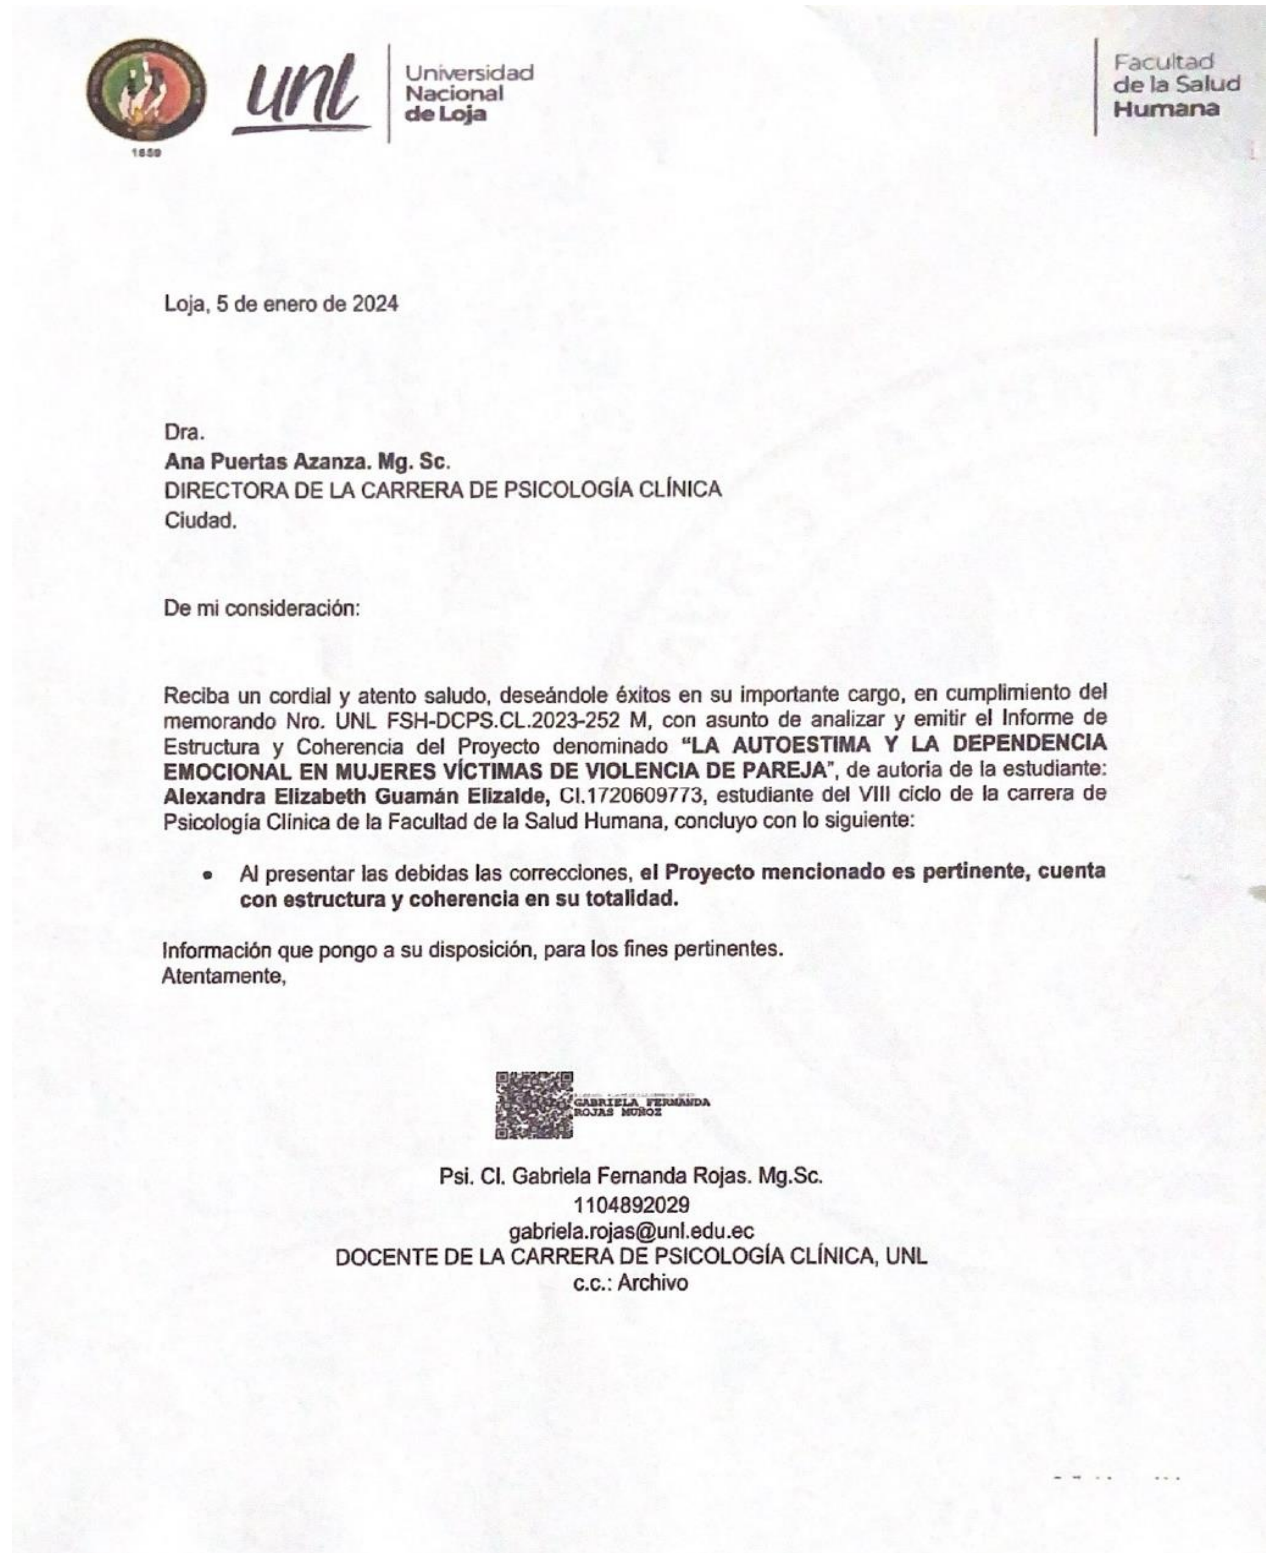 unl
Universidad
Nacional
de Loja
Facultad
de la Salud
Humana
1859
Loja, 5 de enero de 2024
Dra.
Ana Puertas Azanza. Mg. Sc.
DIRECTORA DE LA CARRERA DE PSICOLOGÍA CLÍNICA
Ciudad.
De mi consideración:
Reciba un cordial y atento saludo, deseándole éxitos en su importante cargo, en cumplimiento del
memorando Nro. UNL FSH-DCPS.CL.2023-252 M, con asunto de analizar y emitir el Informe de
Estructura y Coherencia del Proyecto denominado “LA AUTOESTIMA Y LA DEPENDENCIA
EMOCIONAL EN MUJERES VÍCTIMAS DE VIOLENCIA DE PAREJA”, de autoria de la estudiante:
Alexandra Elizabeth Guamán Elizalde, CI.1720609773, estudiante del VIII ciclo de la carrera de
Psicología Clínica de la Facultad de la Salud Humana, concluyo con lo siguiente:
• Al presentar las debidas las correcciones, el Proyecto mencionado es pertinente, cuenta
con estructura y coherencia en su totalidad.
Información que pongo a su disposición, para los fines pertinentes.
Atentamente,
GABRIELA FERNANDA
ROJAS MUÑOZ
Psi. Cl. Gabriela Fernanda Rojas. Mg.Sc.
1104892029
gabriela.rojas@unl.edu.ec
DOCENTE DE LA CARRERA DE PSICOLOGÍA CLÍNICA, UNL
c.c.: Archivo